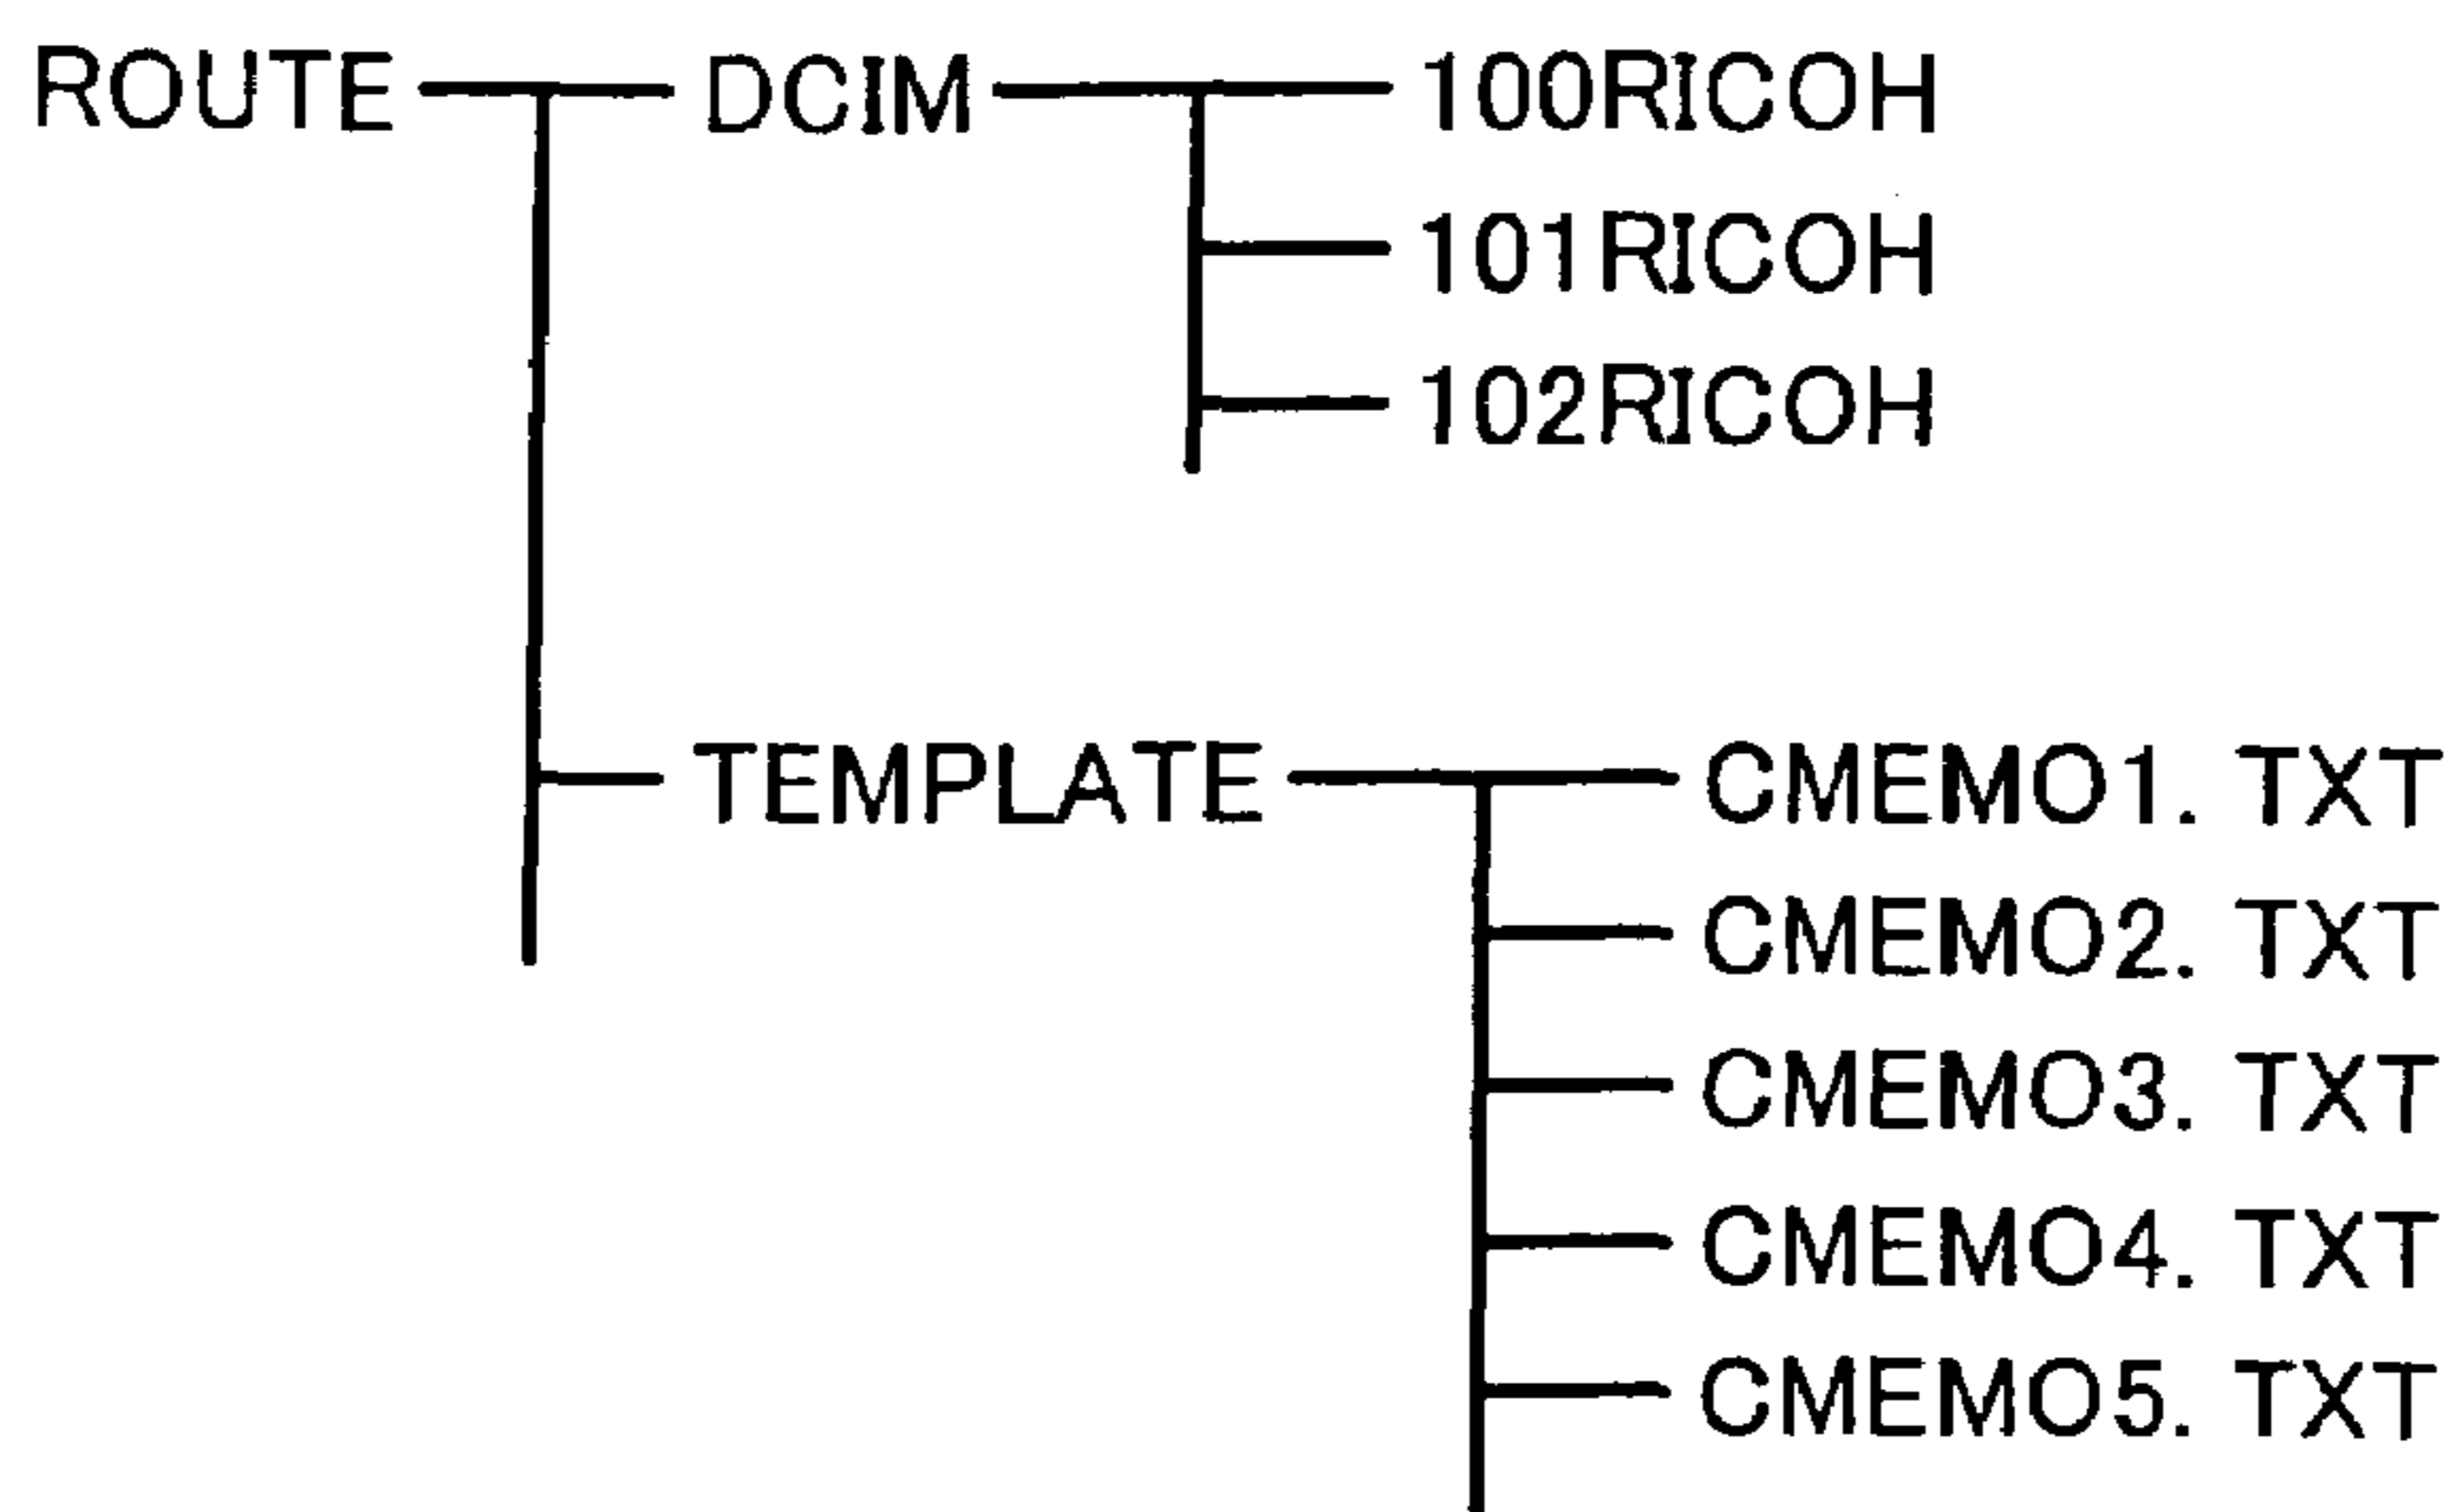 ROUTE DCIM 100RICOH
101RICOH
102RICOH
TEMPLATE CMEMO1. TXT
CMEMO2. TXT
CMEMO3. TXT
CMEMO4. TXT
CMEMO5. TXT